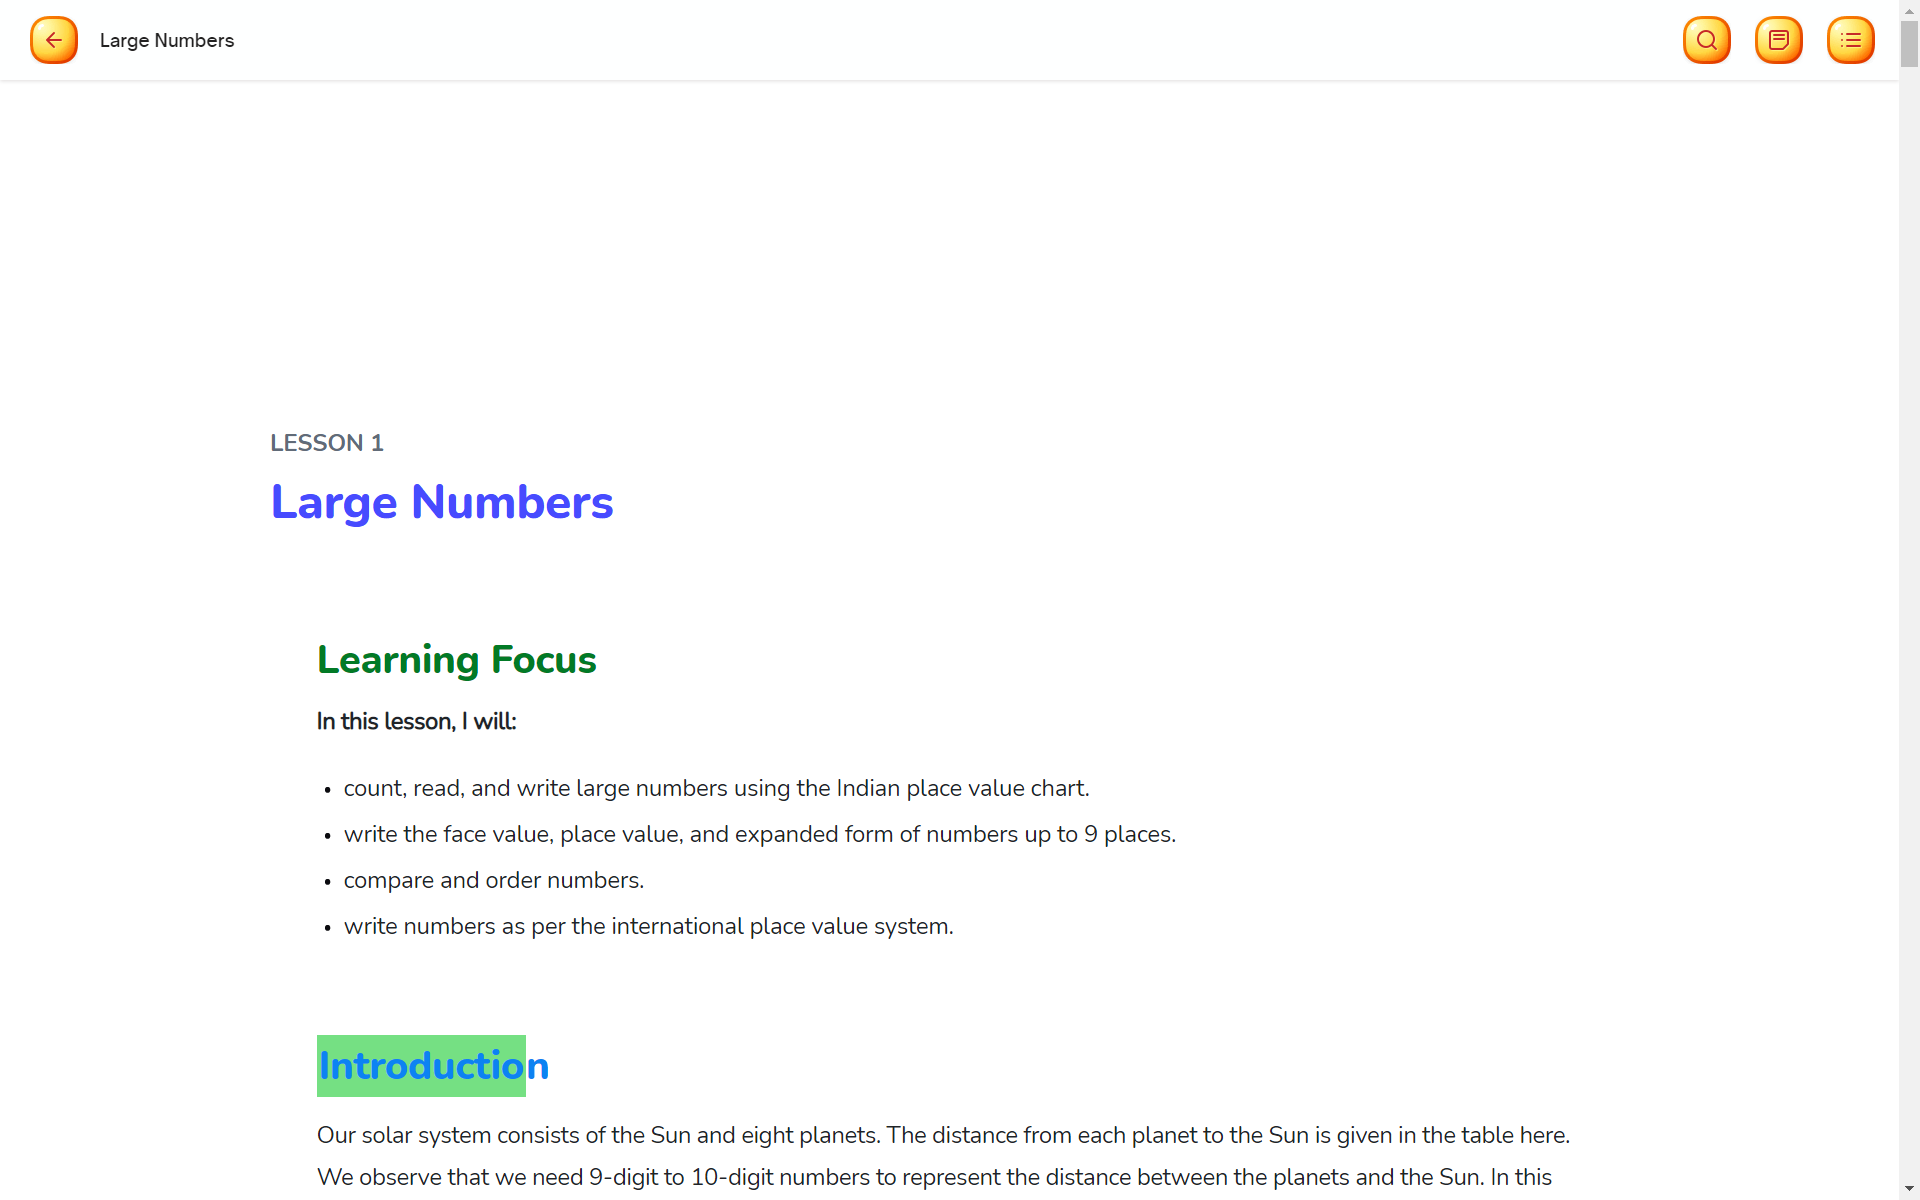 Large Numbers
LESSON 1
Large Numbers
Learning Focus
In this lesson, I will:
• count, read, and write large numbers using the Indian place value chart.
• write the face value, place value, and expanded form of numbers up to 9 places.
• compare and order numbers.
• write numbers as per the international place value system.
Introduction
Our solar system consists of the Sun and eight planets. The distance from each planet to the Sun is given in the table here.
We observe that we need 9-digit to 10-digit numbers to represent the distance between the planets and the Sun. In this